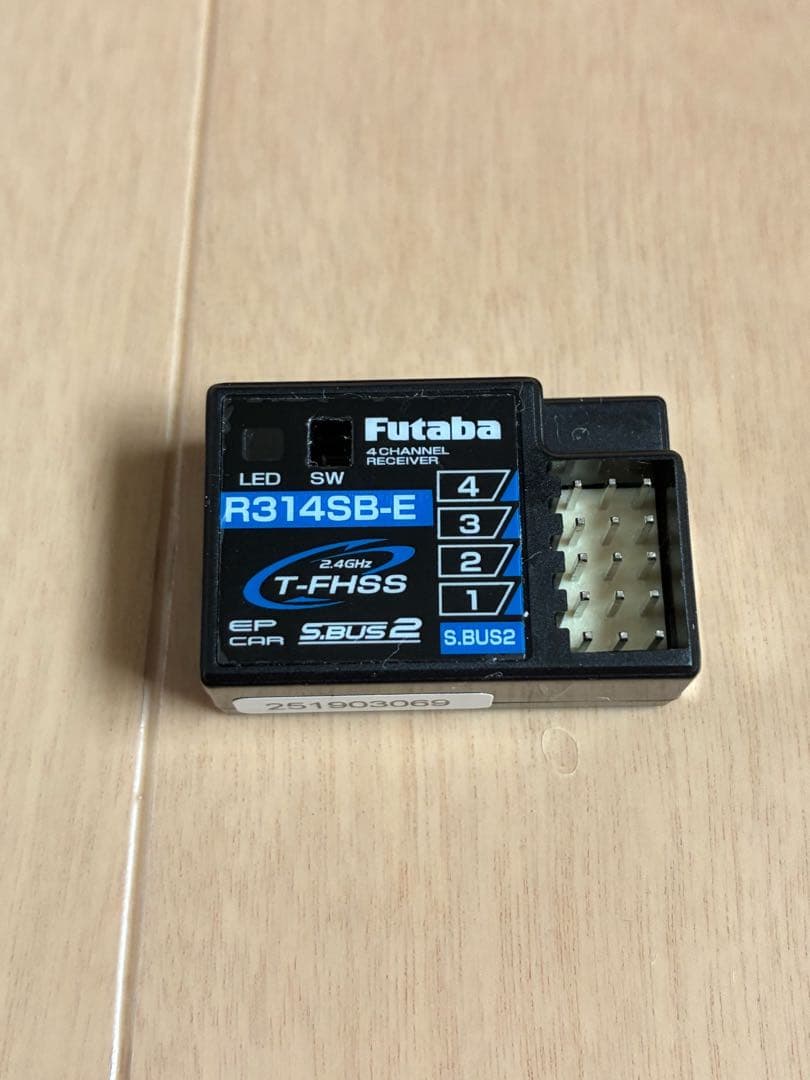 Futaba
4 CHANNEL
RECEIVER
LED SW
R314SB-E
4
3
2
1
2.4GHz
T-FHSS
EP
CAR
S.BUS2
S.BUS2
251903069